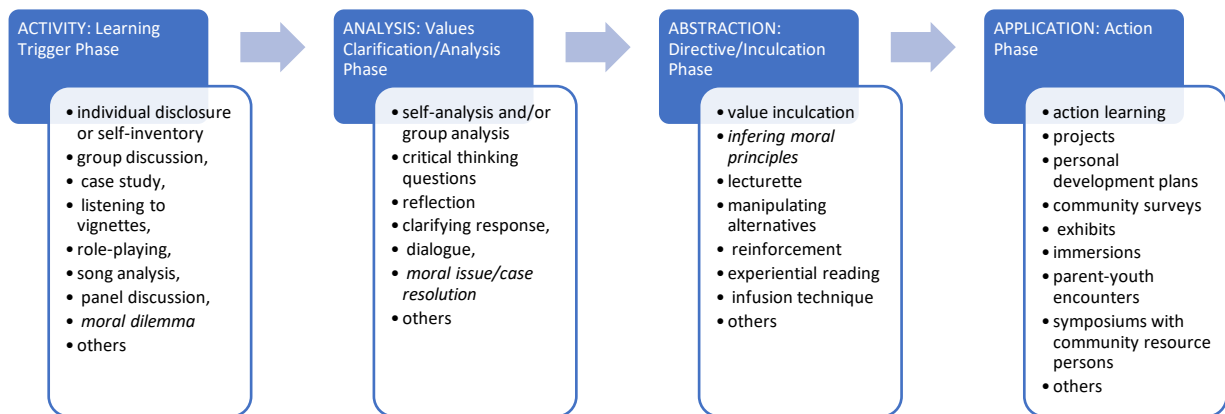 ACTIVITY: Learning
Trigger Phase
• individual disclosure
or self-inventory
• group discussion,
• case study,
• listening to
vignettes,
• role-playing,
• song analysis,
• panel discussion,
• moral dilemma
• others
ANALYSIS: Values
Clarification/Analysis
Phase
• self-analysis and/or
group analysis
• critical thinking
questions
• reflection
• clarifying response,
• dialogue,
• moral issue/case
resolution
• others
ABSTRACTION:
Directive/Inculcation
Phase
• value inculcation
• infering moral
principles
• lecturette
• manipulating
alternatives
• reinforcement
• experiential reading
• infusion technique
• others
APPLICATION: Action
Phase
• action learning
• projects
• personal
development plans
• community surveys
• exhibits
• immersions
• parent-youth
encounters
• symposiums with
community resource
persons
• others